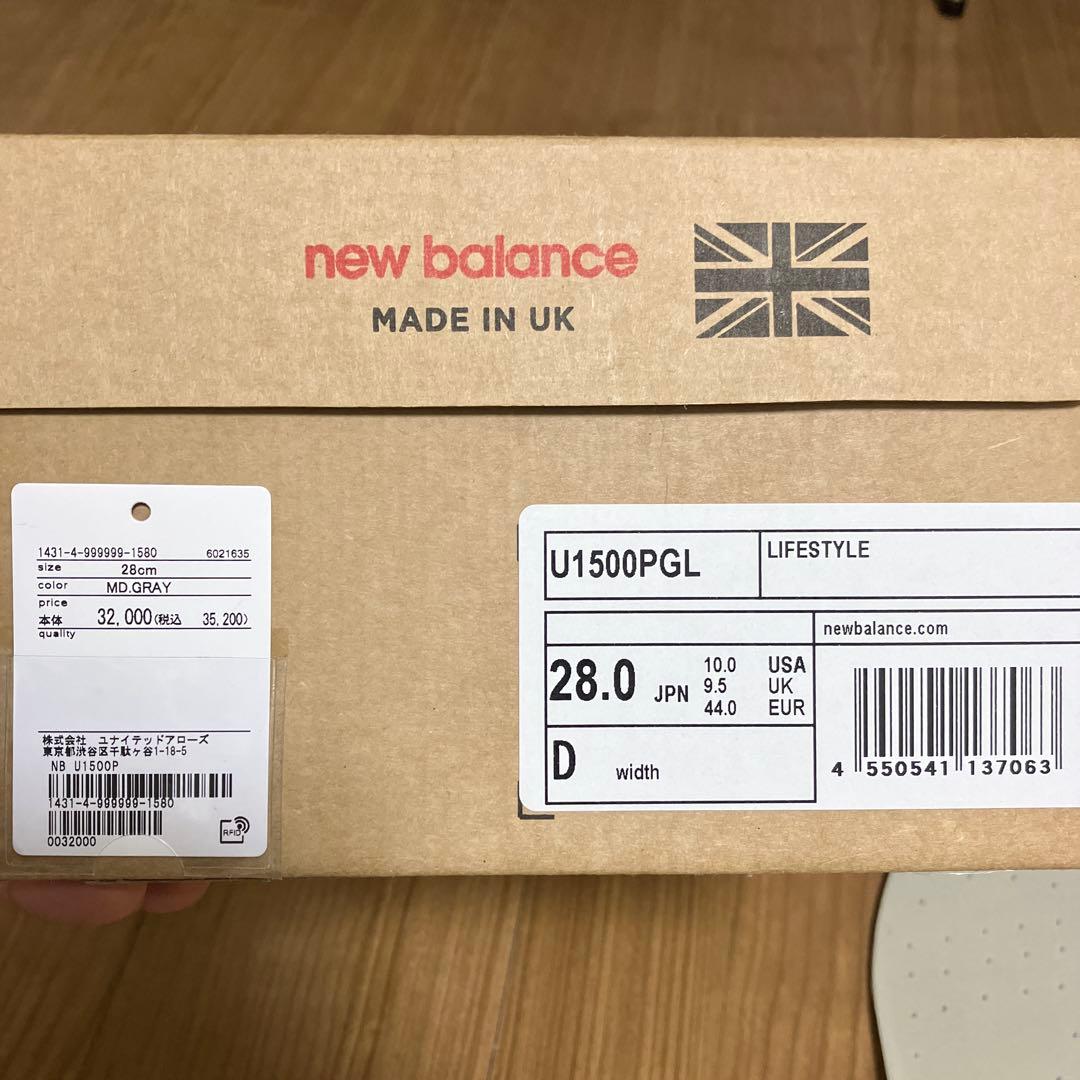 new balance
MADE IN UK
1431-4-999999-1580 6021635
size 28cm
color MD.GRAY
price
本体 32,000(税込 35,200)
quality
株式会社 ユナイテッドアローズ
東京都渋谷区千駄ヶ谷1-18-5
NB U1500P
1431-4-999999-1580
0032000
RFID
U1500PGL
LIFESTYLE
newbalance.com
28.0 JPN
10.0 USA
9.5 UK
44.0 EUR
D width
4 550541 137063